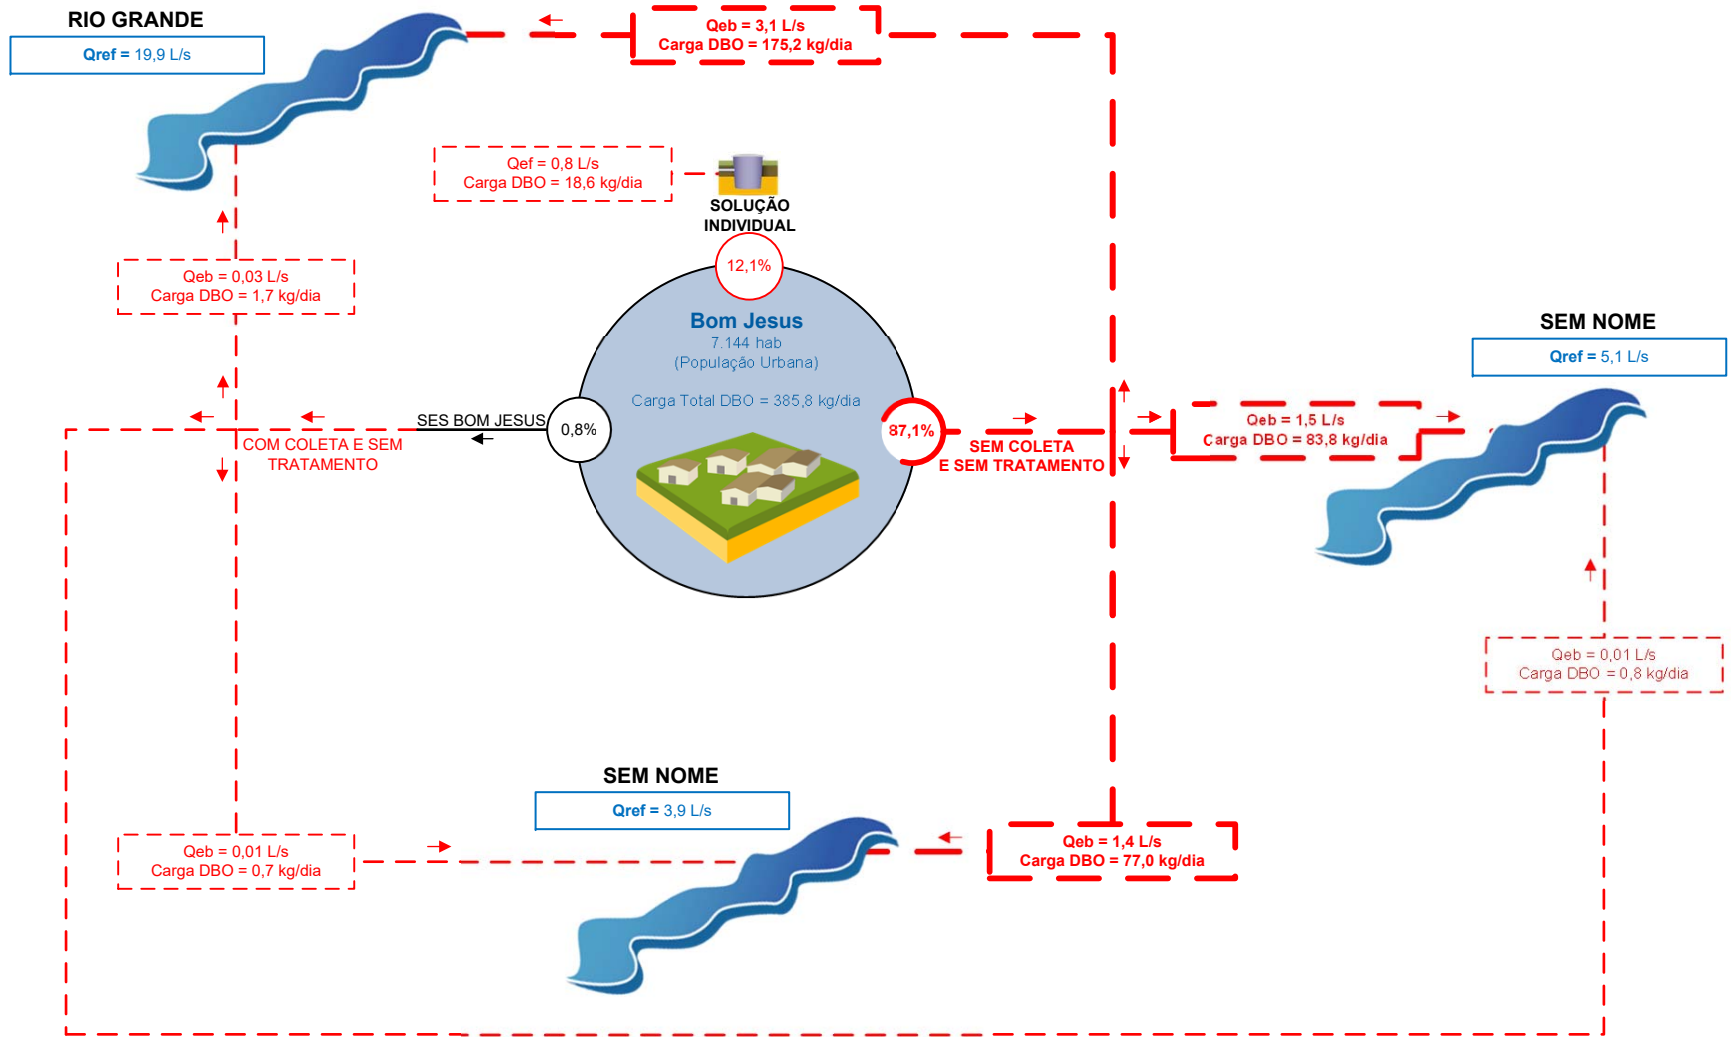 RIO GRANDE
Qref = 19,9 L/s
Qeb = 3,1 L/s
Carga DBO = 175,2 kg/dia
Qef = 0,8 L/s
Carga DBO = 18,6 kg/dia
SOLUÇÃO
INDIVIDUAL
12,1%
Qeb = 0,03 L/s
Carga DBO = 1,7 kg/dia
Bom Jesus
7.144 hab
(População Urbana)
Carga Total DBO = 385,8 kg/dia
SEM NOME
Qref = 5,1 L/s
SES BOM JESUS
0,8%
87,1%
COM COLETA E SEM
TRATAMENTO
SEM COLETA
E SEM TRATAMENTO
Qeb = 1,5 L/s
Carga DBO = 83,8 kg/dia
Qeb = 0,01 L/s
Carga DBO = 0,8 kg/dia
SEM NOME
Qref = 3,9 L/s
Qeb = 0,01 L/s
Carga DBO = 0,7 kg/dia
Qeb = 1,4 L/s
Carga DBO = 77,0 kg/dia